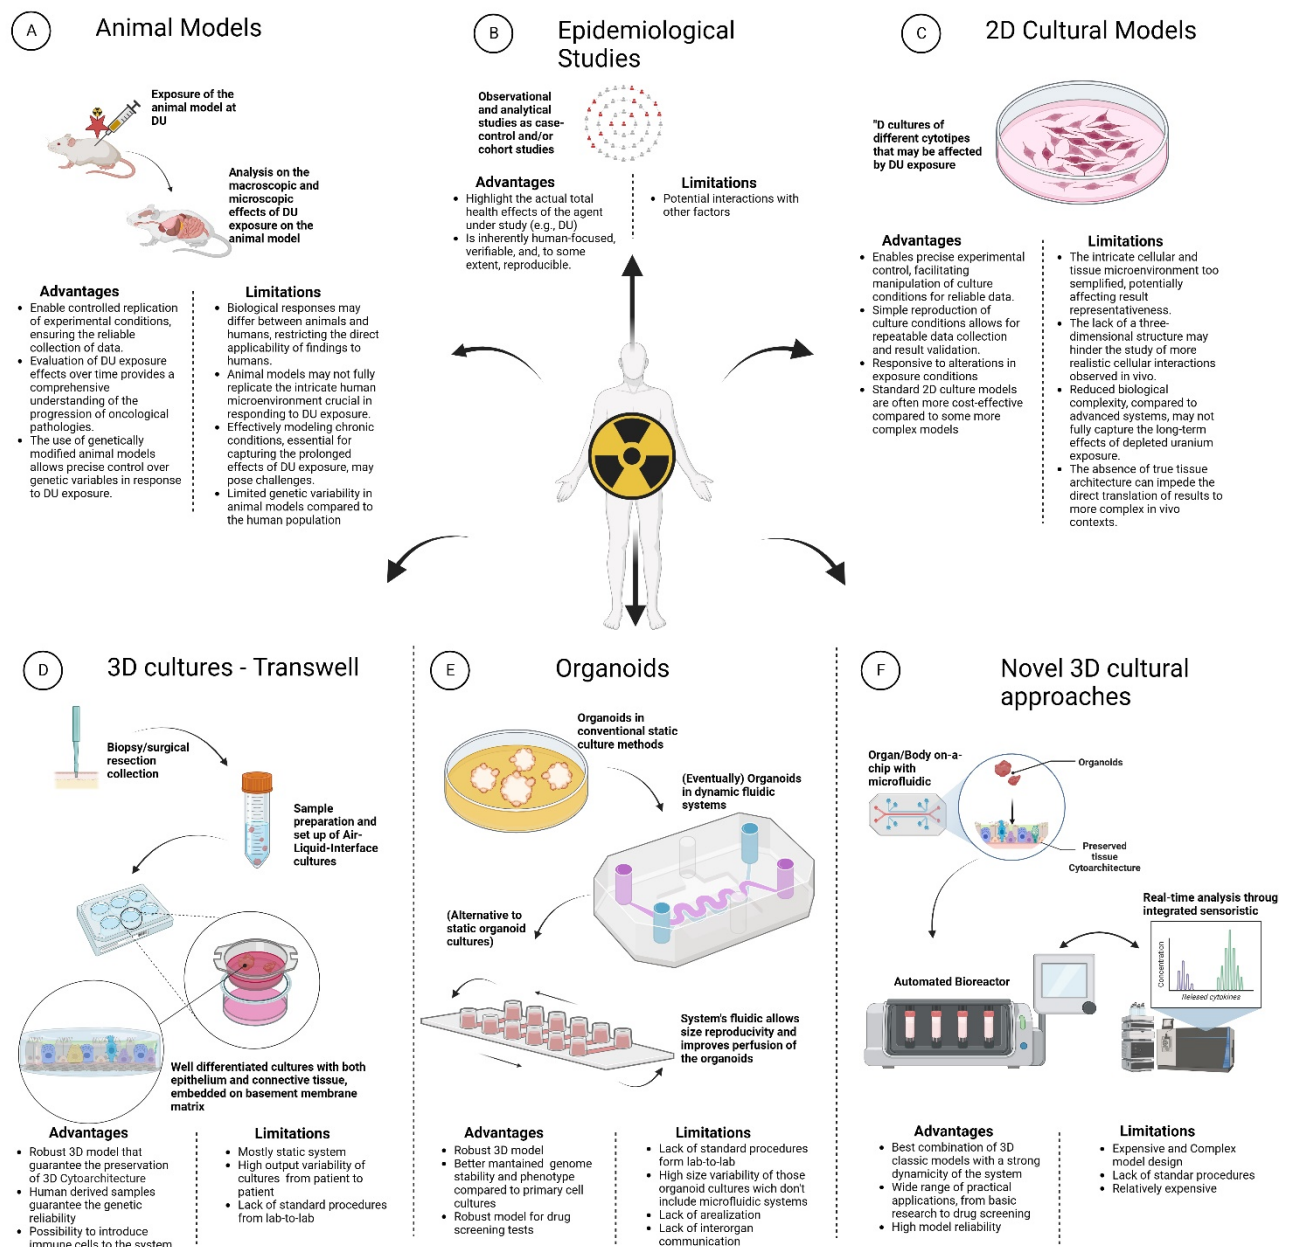 A
Animal Models
Exposure of the
animal model at
DU
Analysis on the
macroscopic and
microscopic
effects of DU
exposure on the
animal model
Advantages
• Enable controlled replication
of experimental conditions,
ensuring the reliable
collection of data.
• Evaluation of DU exposure
effects over time provides a
comprehensive
understanding of the
progression of oncological
pathologies.
• The use of genetically
modified animal models
allows precise control over
genetic variables in response
to DU exposure.
Limitations
• Biological responses may
differ between animals and
humans, restricting the direct
applicability of findings to
humans.
• Animal models may not fully
replicate the intricate human
microenvironment crucial in
responding to DU exposure.
• Effectively modeling chronic
conditions, essential for
capturing the prolonged
effects of DU exposure, may
pose challenges.
• Limited genetic variability in
animal models compared to
the human population
B
Epidemiological
Studies
Observational
and analytical
studies as case-
control and/or
cohort studies
Advantages
• Highlight the actual total
health effects of the agent
under study (e.g., DU)
• Is inherently human-focused,
verifiable, and, to some
extent, reproducible.
Limitations
• Potential interactions with
other factors
C
2D Cultural Models
"D cultures of
different cytotipes
that may be affected
by DU exposure
Advantages
• Enables precise experimental
control, facilitating
manipulation of culture
conditions for reliable data.
• Simple reproduction of
culture conditions allows for
repeatable data collection
and result validation.
• Responsive to alterations in
exposure conditions
• Standard 2D culture models
are often more cost-effective
compared to some more
complex models
Limitations
• The intricate cellular and
tissue microenvironment too
semplified, potentially
affecting result
representativeness.
• The lack of a three-
dimensional structure may
hinder the study of more
realistic cellular interactions
observed in vivo.
• Reduced biological
complexity, compared to
advanced systems, may not
fully capture the long-term
effects of depleted uranium
exposure.
• The absence of true tissue
architecture can impede the
direct translation of results to
more complex in vivo
contexts.
D
3D cultures - Transwell
Biopsy/surgical
resection
collection
Sample
preparation and
set up of Air-
Liquid-Interface
cultures
Well differentiated cultures with both
epithelium and connective tissue,
embedded on basement membrane
matrix
Advantages
• Robust 3D model that
guarantee the preservation
of 3D Cytoarchitecture
• Human derived samples
guarantee the genetic
reliability
• Possibility to introduce
immune cells to the system
Limitations
• Mostly static system
• High output variability of
cultures from patient to
patient
• Lack of standard procedures
from lab-to-lab
E
Organoids
Organoids in
conventional static
culture methods
(Eventually) Organoids
in dynamic fluidic
systems
(Alternative to
static organoid
cultures)
System's fluidic allows
size reproducivity and
improves perfusion of
the organoids
Advantages
• Robust 3D model
• Better mantained genome
stability and phenotype
compared to primary cell
cultures
• Robust model for drug
screening tests
Limitations
• Lack of standard procedures
form lab-to-lab
• High size variability of those
organoid cultures wich don't
include microfluidic systems
• Lack of arealization
• Lack of interorgan
communication
F
Novel 3D cultural
approaches
Organ/Body on-a-
chip with
microfluidic
Organoids
Preserved
tissue
Cytoarchitecture
Real-time analysis throug
integrated sensoristic
Concentration
Released cytokines
Automated Bioreactor
Advantages
• Best combination of 3D
classic models with a strong
dynamicity of the system
• Wide range of practical
applications, from basic
research to drug screening
• High model reliability
Limitations
• Expensive and Complex
model design
• Lack of standar procedures
• Relatively expensive